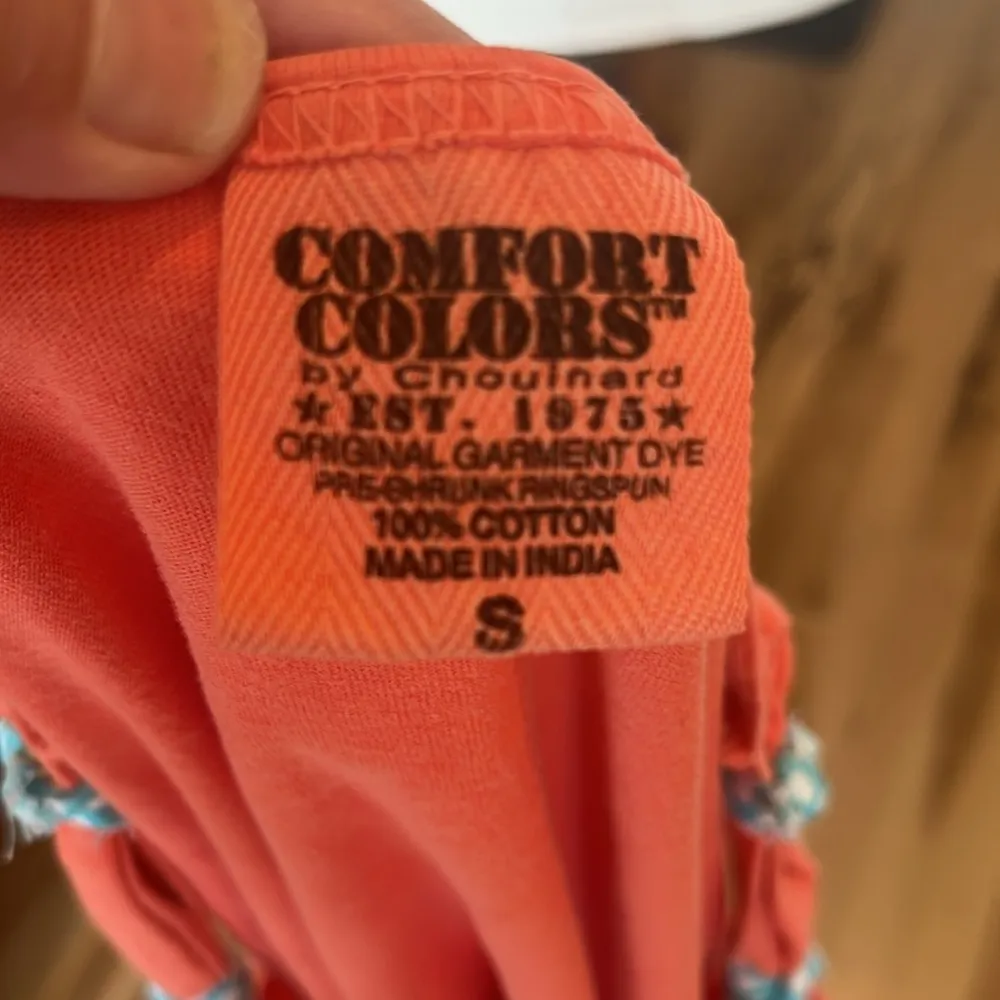 COMFORT
COLORS™
by Chouinard
★ EST. 1975 ★
ORIGINAL GARMENT DYE
PRE-SHRUNK RINGSPUN
100% COTTON
MADE IN INDIA
S